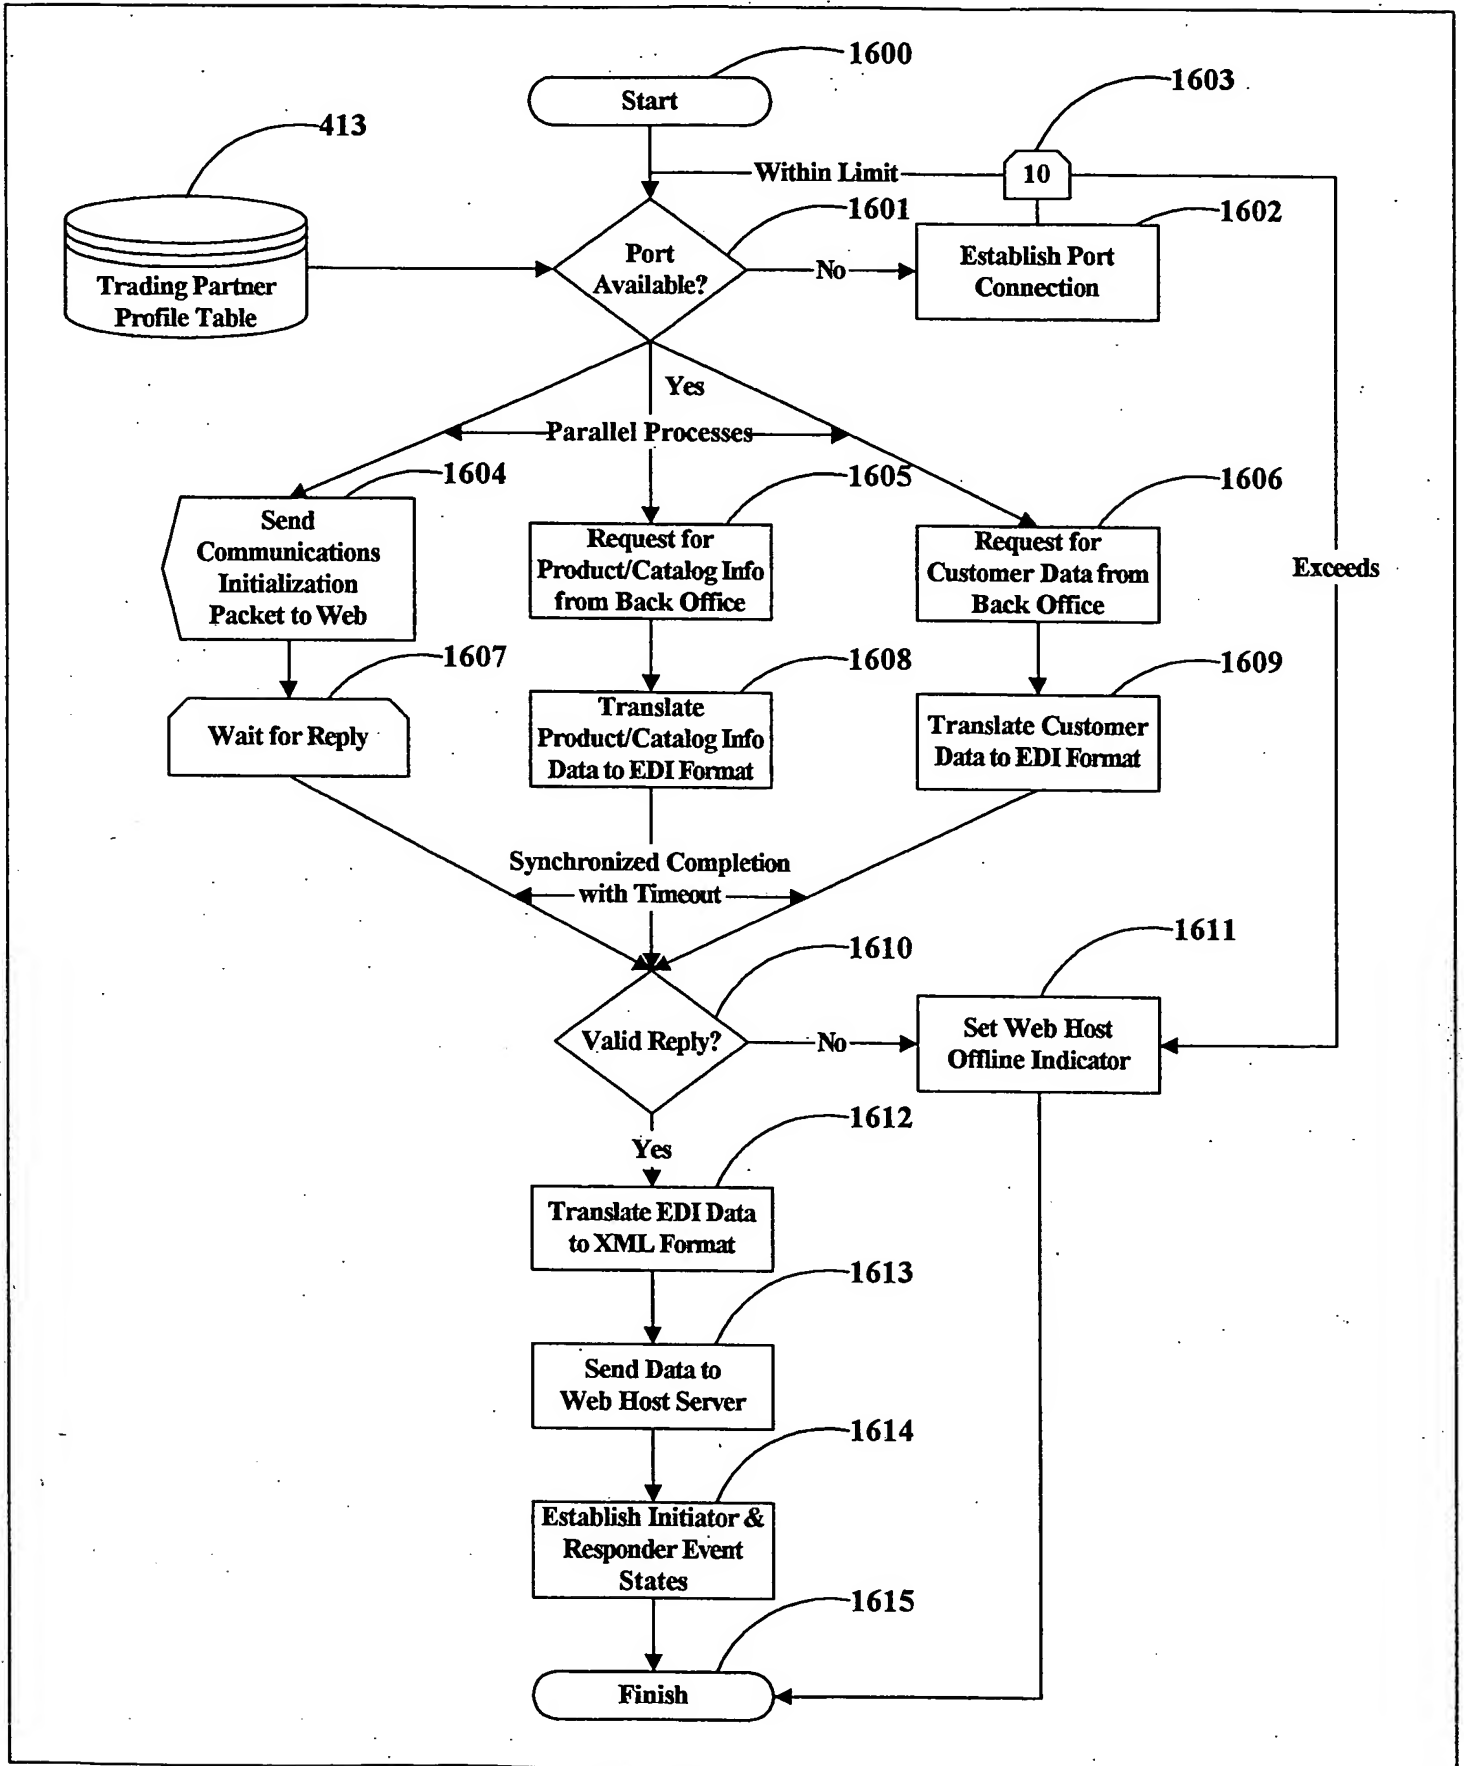 1600
Start
1603
413
Within Limit
10
1601
1602
Port
Available?
No
Establish Port
Connection
Trading Partner
Profile Table
Yes
Parallel Processes
1604
1605
1606
Send
Communications
Initialization
Packet to Web
Request for
Product/Catalog Info
from Back Office
Request for
Customer Data from
Back Office
Exceeds
1607
1608
1609
Wait for Reply
Translate
Product/Catalog Info
Data to EDI Format
Translate Customer
Data to EDI Format
Synchronized Completion
with Timeout
1610
1611
Valid Reply?
No
Set Web Host
Offline Indicator
Yes
1612
Translate EDI Data
to XML Format
1613
Send Data to
Web Host Server
1614
Establish Initiator &
Responder Event
States
1615
Finish